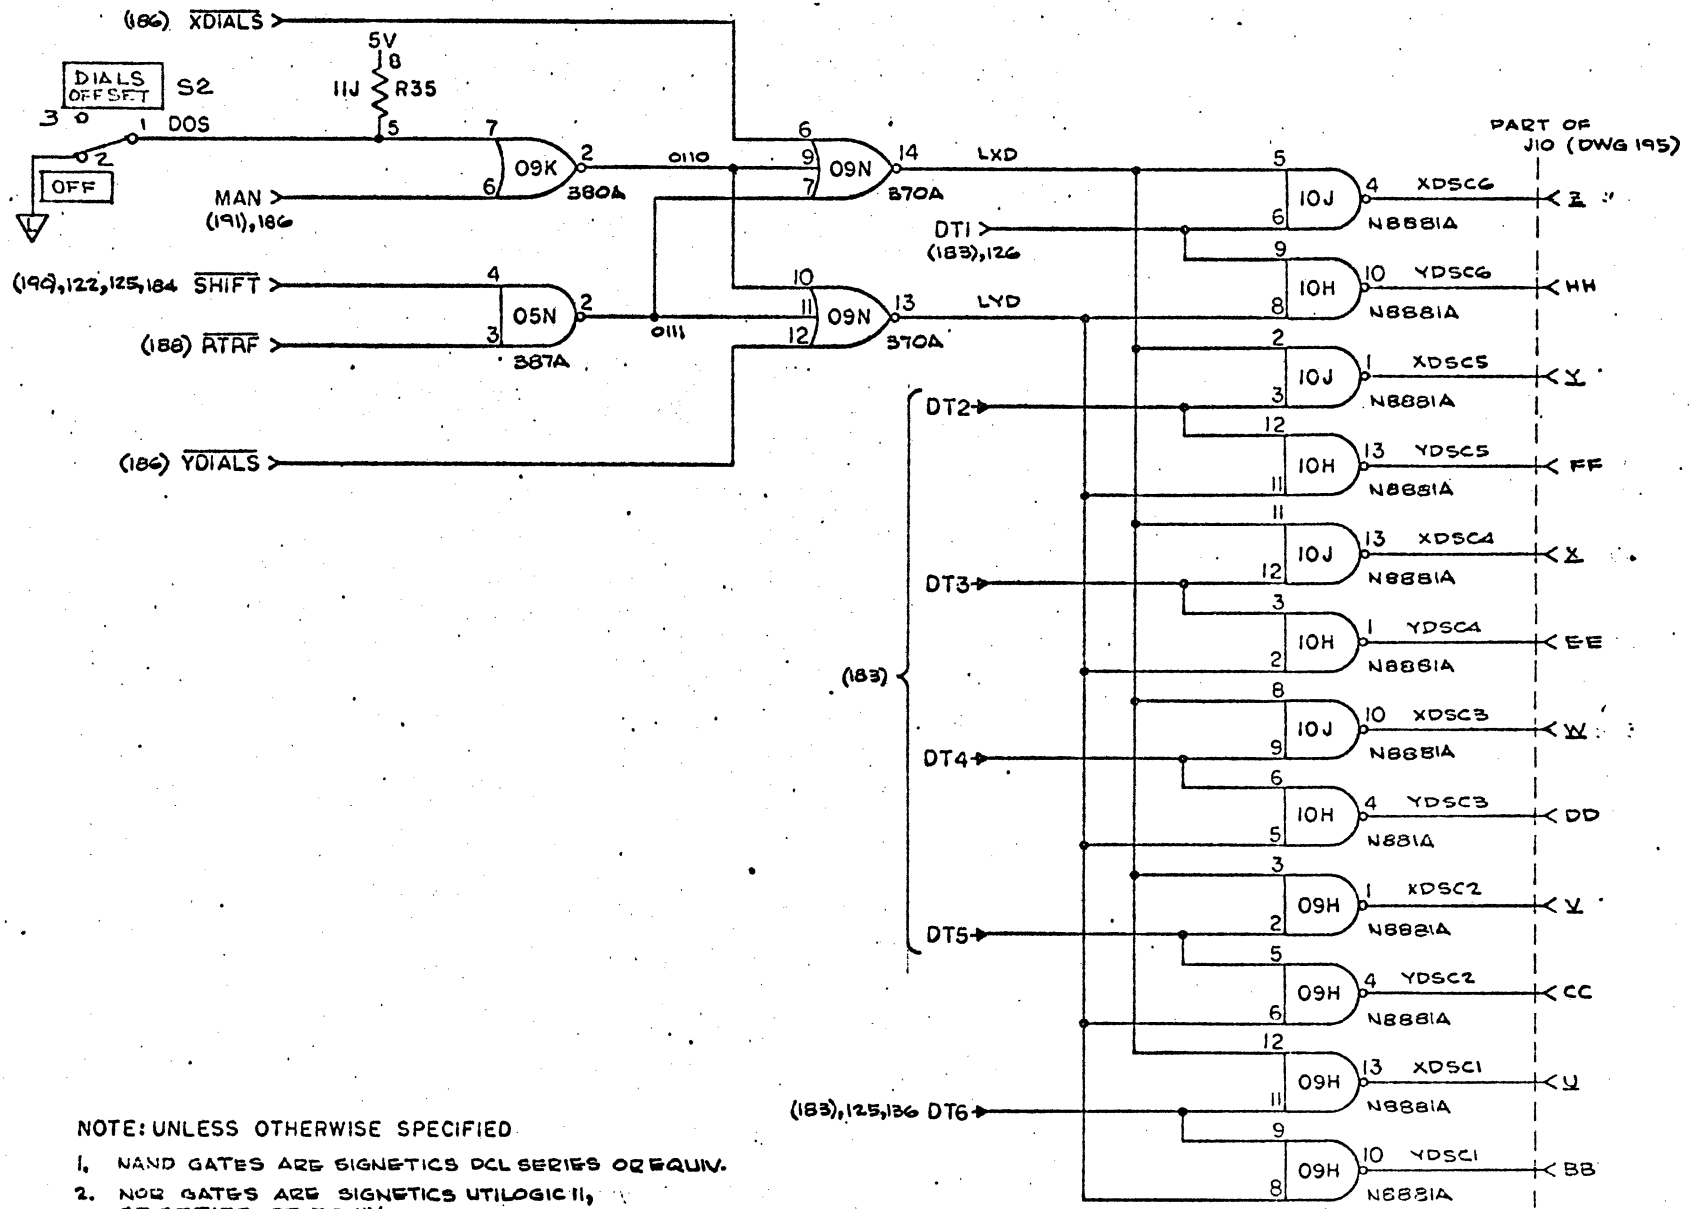 (186) XDIALS
5V
8
11J R35
DIALS
OFFSET S2
3
1 DOS
5
2
OFF
L
MAN
(191),186
7
6
09K
2
380A
0110
6
9
7
09N
14
370A
LXD
(190),122,125,184 SHIFT
(188) RTRF
4
3
05N
2
387A
0111
10
11
12
09N
13
370A
LYD
(186) YDIALS
PART OF
J10 (DWG 195)
DT1
(183),126
5
6
10J
4 XDSC6
N8881A
Z
9
8
10H
10 YDSC6
N8881A
HH
DT2
2
3
10J
1 XDSC5
N8881A
Y
12
11
10H
13 YDSC5
N8881A
FF
DT3
11
12
10J
13 XDSC4
N8881A
X
3
2
10H
1 YDSC4
N8881A
EE
(183)
DT4
8
9
10J
10 XDSC3
N8881A
W
6
5
10H
4 YDSC3
N881A
DD
DT5
3
2
09H
1 XDSC2
N8881A
V
5
6
09H
4 YDSC2
N8881A
CC
(183),125,136 DT6
12
11
09H
13 XDSC1
N8881A
U
9
8
09H
10 YDSC1
N8881A
BB
NOTE: UNLESS OTHERWISE SPECIFIED
1. NAND GATES ARE SIGNETICS DCL SERIES OR EQUIV.
2. NOR GATES ARE SIGNETICS UTILOGIC II,